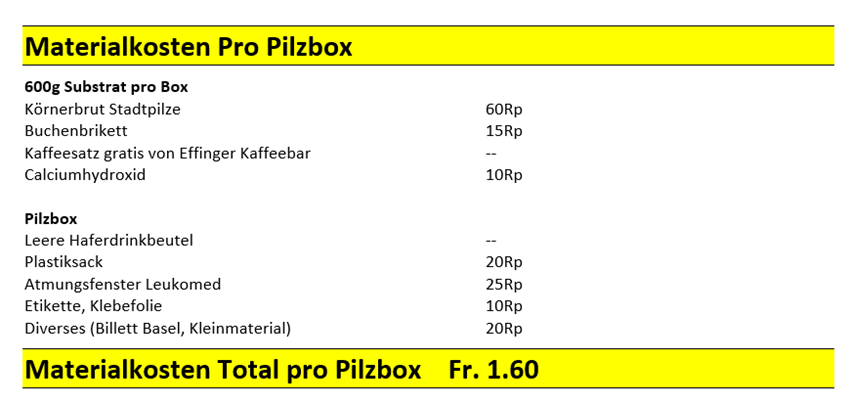 Materialkosten Pro Pilzbox
600g Substrat pro Box
Körnerbrut Stadtpilze 60Rp
Buchenbrikett 15Rp
Kaffeesatz gratis von Effinger Kaffeebar --
Calciumhydroxid 10Rp
Pilzbox
Leere Haferdrinkbeutel --
Plastiksack 20Rp
Atmungsfenster Leukomed 25Rp
Etikette, Klebefolie 10Rp
Diverses (Billett Basel, Kleinmaterial) 20Rp
Materialkosten Total pro Pilzbox Fr. 1.60